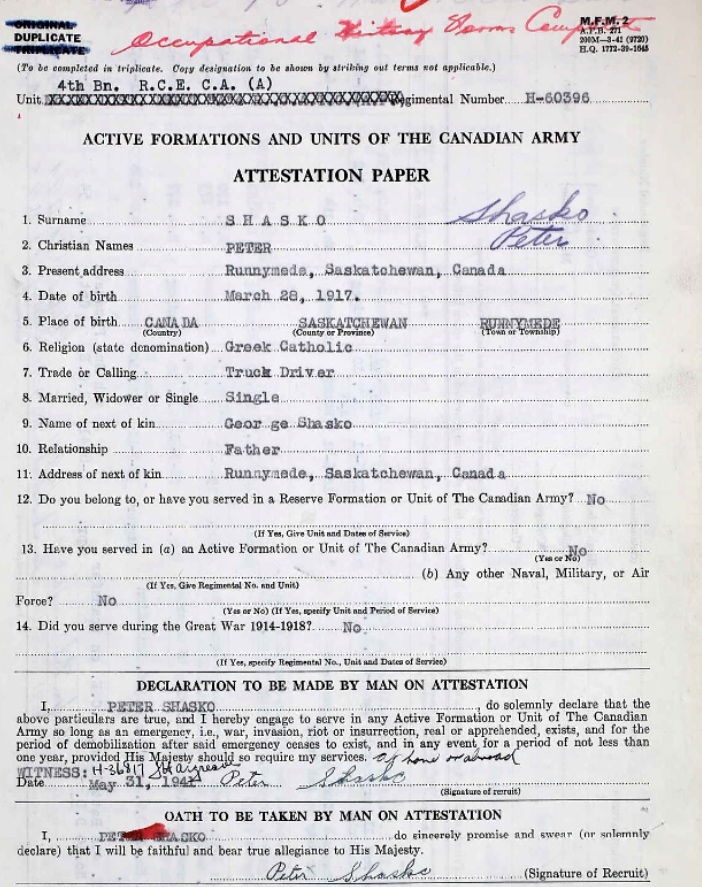 ORIGINAL
DUPLICATE
TRIPLICATE
Occupational History Forms Complete
M.F.M. 2
A.F.B. 271
200M—3-41 (9720)
H.Q. 1772-39-1645
(To be completed in triplicate. Copy designation to be shown by striking out terms not applicable.)
4th Bn. R.C.E. C.A. (A)
Unit XXXXXXXXXXXXXXXXXXXXXXXXXXXXXXXXXXXXXXX Regimental Number H-60396
ACTIVE FORMATIONS AND UNITS OF THE CANADIAN ARMY
ATTESTATION PAPER
1. Surname SHASKO Shasko
2. Christian Names PETER Peter
3. Present address Runnymede, Saskatchewan, Canada
4. Date of birth March 28, 1917.
5. Place of birth CANADA SASKATCHEWAN RUNNYMEDE
(Country) (County or Province) (Town or Township)
6. Religion (state denomination) Greek Catholic
7. Trade or Calling Truck Driver
8. Married, Widower or Single Single
9. Name of next of kin George Shasko
10. Relationship Father
11. Address of next of kin Runnymede, Saskatchewan, Canada
12. Do you belong to, or have you served in a Reserve Formation or Unit of The Canadian Army? No
(If Yes, Give Unit and Dates of Service)
13. Have you served in (a) an Active Formation or Unit of The Canadian Army? No
(Yes or No)
(b) Any other Naval, Military, or Air
(If Yes, Give Regimental No. and Unit)
Force? No
(Yes or No) (If Yes, specify Unit and Period of Service)
14. Did you serve during the Great War 1914-1918? No
(If Yes, specify Regimental No., Unit and Dates of Service)
DECLARATION TO BE MADE BY MAN ON ATTESTATION
I, PETER SHASKO, do solemnly declare that the
above particulars are true, and I hereby engage to serve in any Active Formation or Unit of The Canadian
Army so long as an emergency, i.e., war, invasion, riot or insurrection, real or apprehended, exists, and for the
period of demobilization after said emergency ceases to exist, and in any event for a period of not less than
one year, provided His Majesty should so require my services. At home or abroad
WITNESS: H-36817
Date May 31, 1941 Peter Shasko
(Signature of recruit)
OATH TO BE TAKEN BY MAN ON ATTESTATION
I, PETER SHASKO do sincerely promise and swear (or solemnly
declare) that I will be faithful and bear true allegiance to His Majesty.
Peter Shasko (Signature of Recruit)